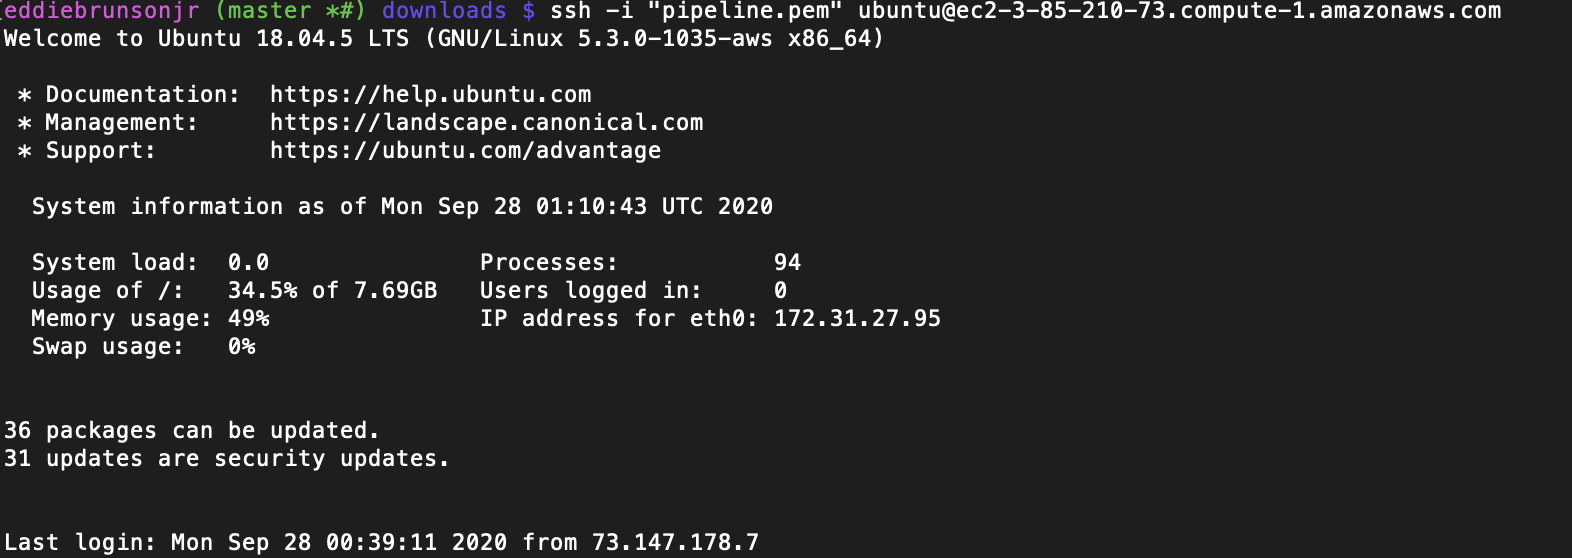 eddiebrunsonjr (master *#) downloads $ ssh -i "pipeline.pem" ubuntu@ec2-3-85-210-73.compute-1.amazonaws.com
Welcome to Ubuntu 18.04.5 LTS (GNU/Linux 5.3.0-1035-aws x86_64)

 * Documentation:  https://help.ubuntu.com
 * Management:     https://landscape.canonical.com
 * Support:        https://ubuntu.com/advantage

  System information as of Mon Sep 28 01:10:43 UTC 2020

  System load:  0.0               Processes:           94
  Usage of /:   34.5% of 7.69GB   Users logged in:     0
  Memory usage: 49%               IP address for eth0: 172.31.27.95
  Swap usage:   0%


36 packages can be updated.
31 updates are security updates.


Last login: Mon Sep 28 00:39:11 2020 from 73.147.178.7